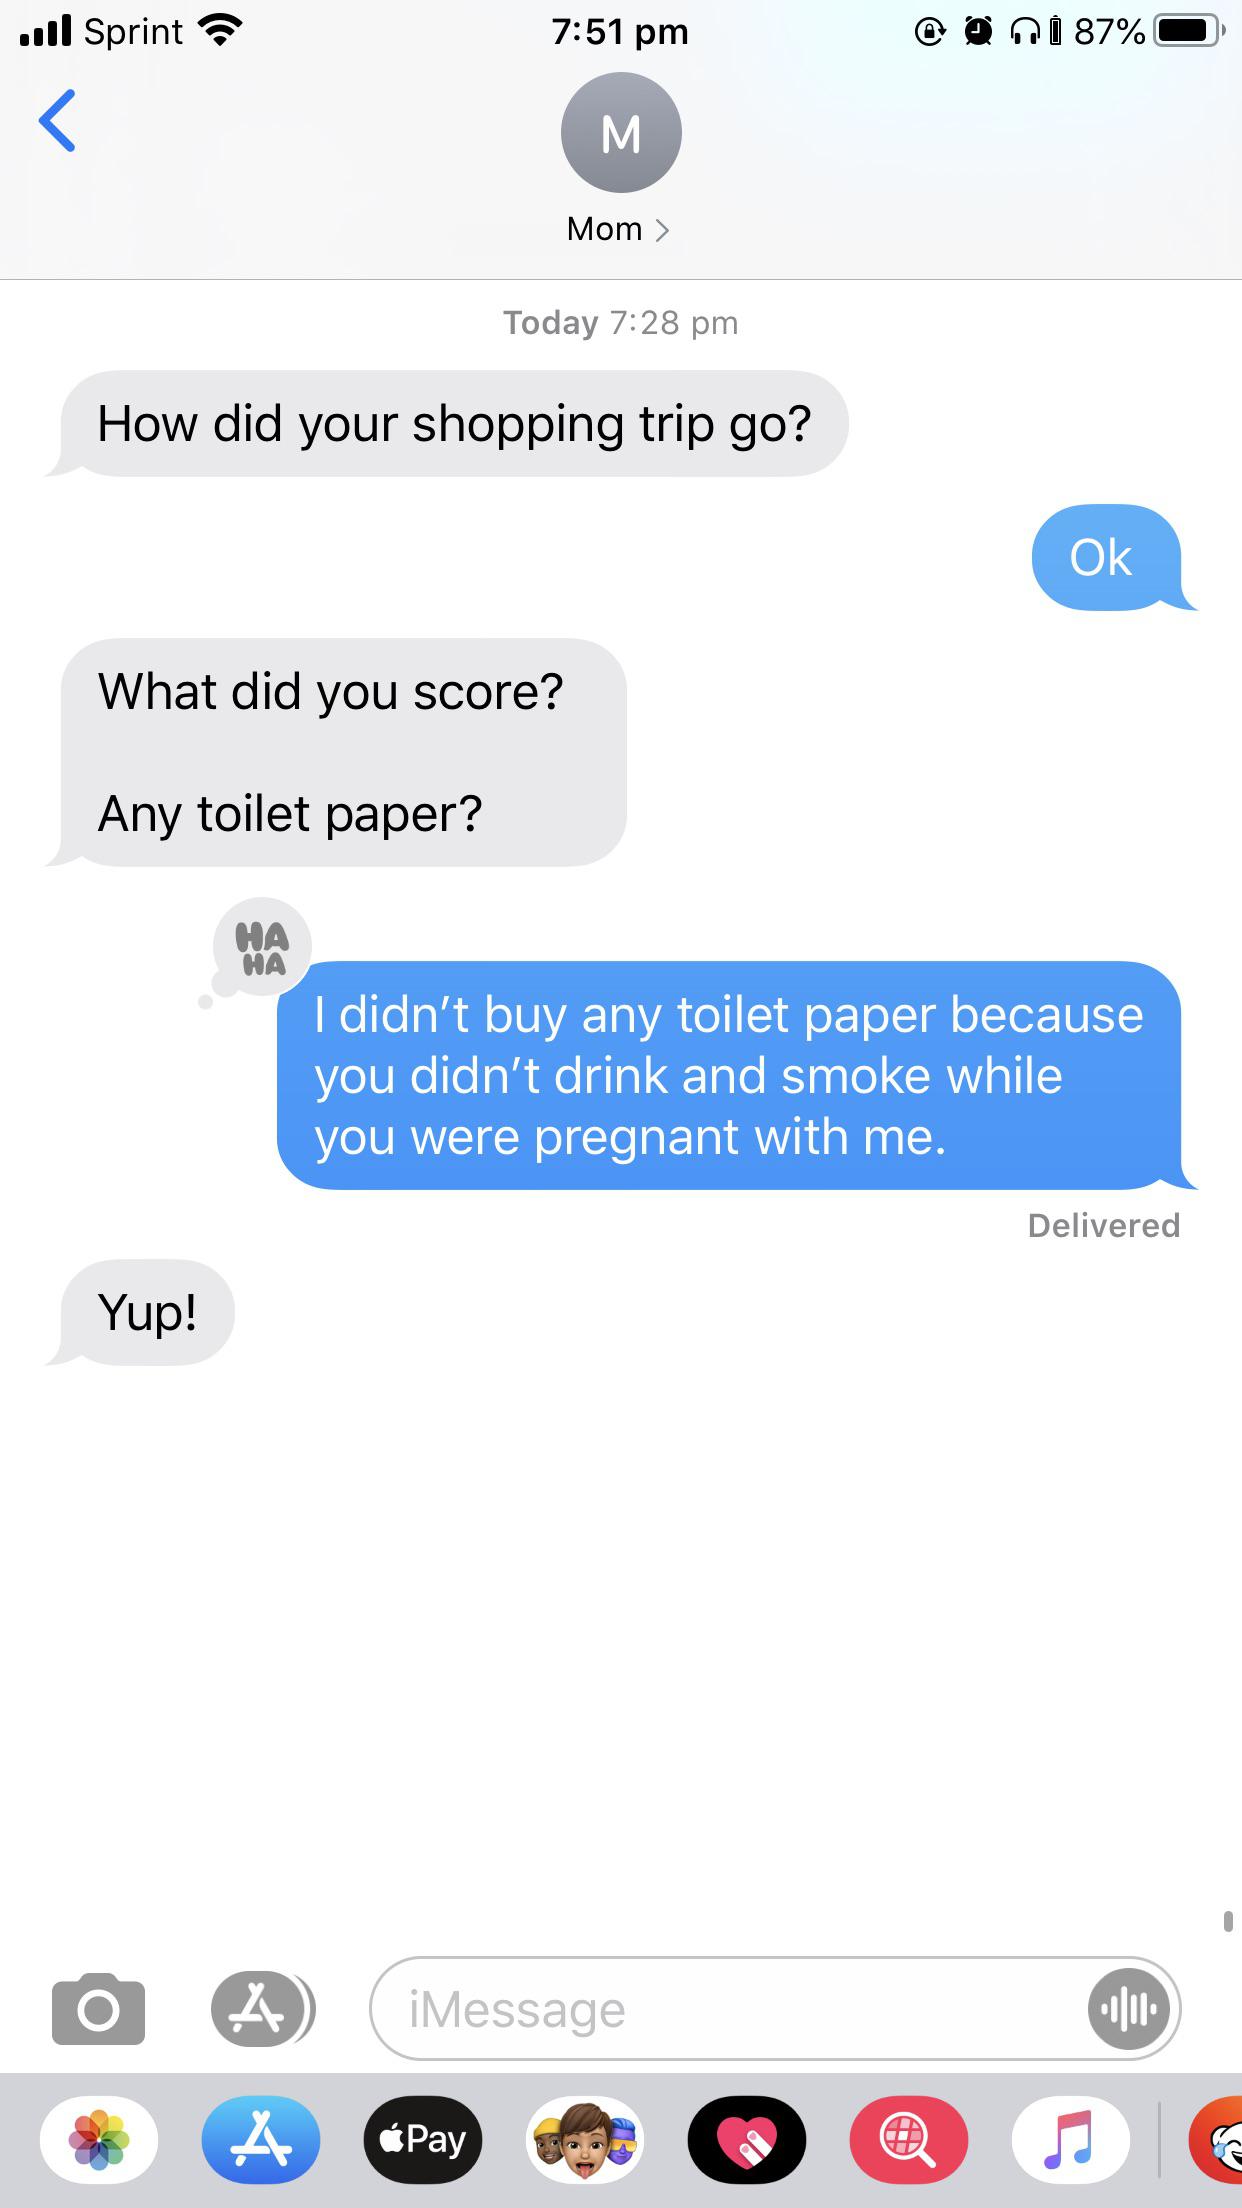 Sprint 7:51 pm 87%
M
Mom
Today 7:28 pm
How did your shopping trip go?
Ok
What did you score?
Any toilet paper?
HA
HA
I didn’t buy any toilet paper because
you didn’t drink and smoke while
you were pregnant with me.
Delivered
Yup!
iMessage
Pay